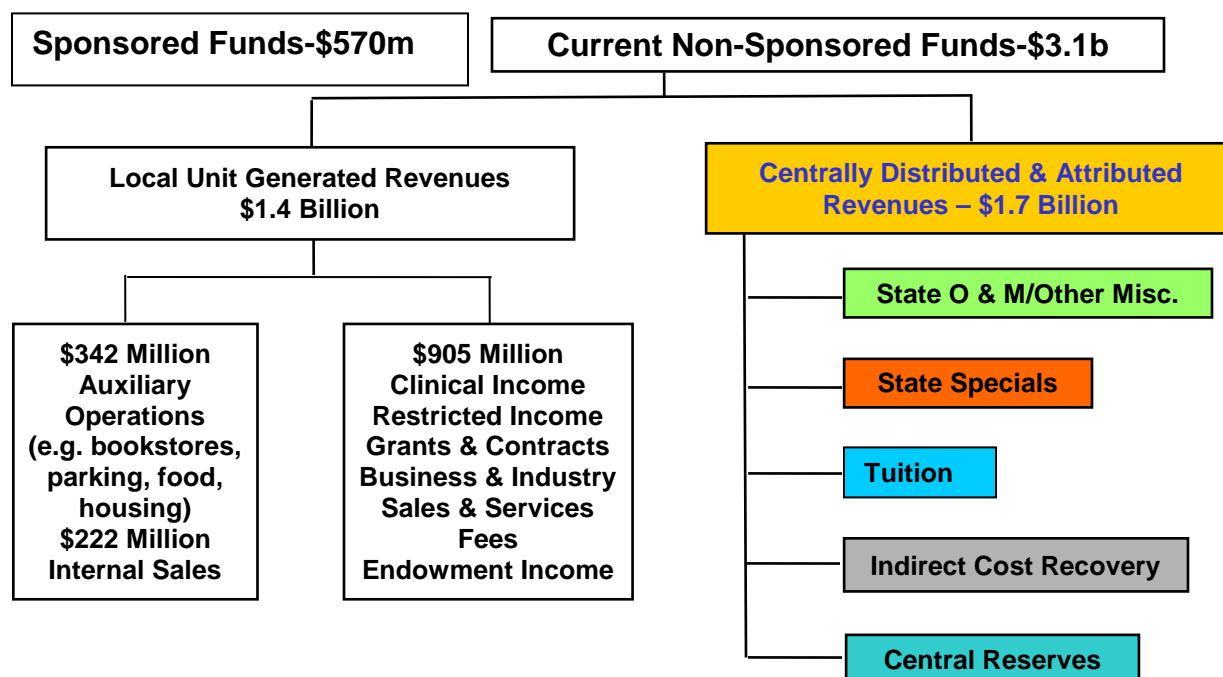 Sponsored Funds-$570m
Current Non-Sponsored Funds-$3.1b
Local Unit Generated Revenues
$1.4 Billion
Centrally Distributed & Attributed
Revenues – $1.7 Billion
$342 Million
Auxiliary
Operations
(e.g. bookstores,
parking, food,
housing)
$222 Million
Internal Sales
$905 Million
Clinical Income
Restricted Income
Grants & Contracts
Business & Industry
Sales & Services
Fees
Endowment Income
State O & M/Other Misc.
State Specials
Tuition
Indirect Cost Recovery
Central Reserves